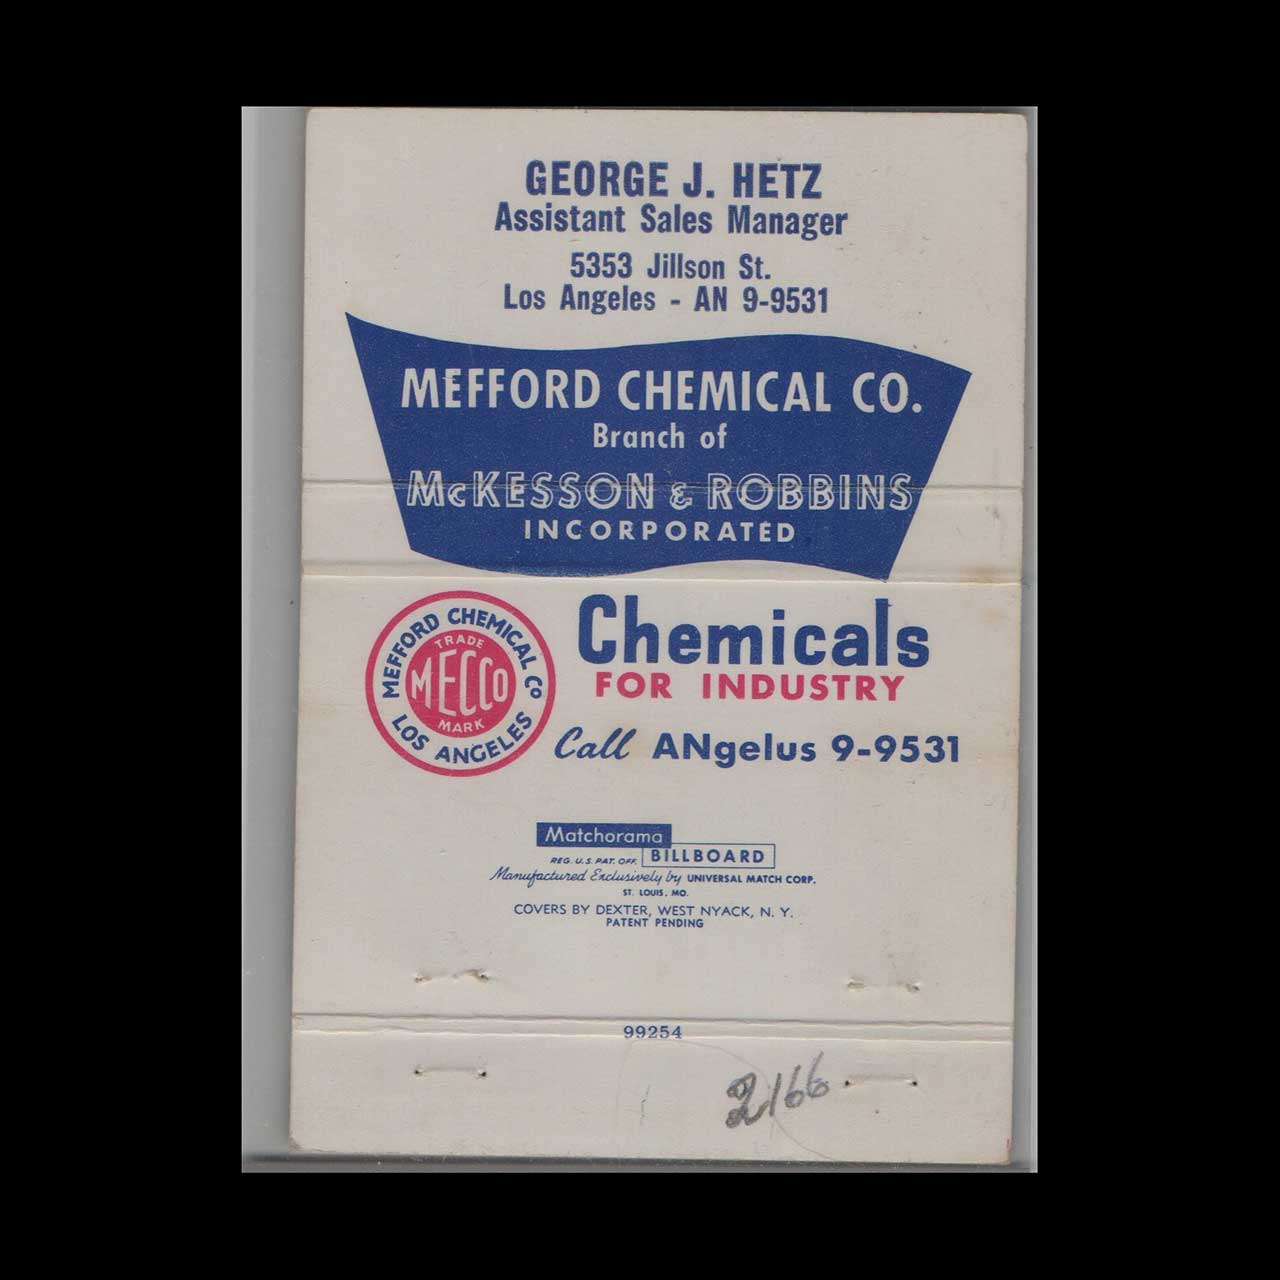 GEORGE J. HETZ
Assistant Sales Manager
5353 Jillson St.
Los Angeles - AN 9-9531
MEFFORD CHEMICAL CO.
Branch of
McKESSON & ROBBINS
INCORPORATED
MEFFORD CHEMICAL Co
TRADE
MECCO
MARK
LOS ANGELES
Chemicals
FOR INDUSTRY
Call ANgelus 9-9531
Matchorama
REG. U.S. PAT. OFF. BILLBOARD
Manufactured Exclusively by UNIVERSAL MATCH CORP.
ST. LOUIS, MO.
COVERS BY DEXTER, WEST NYACK, N. Y.
PATENT PENDING
99254
2166